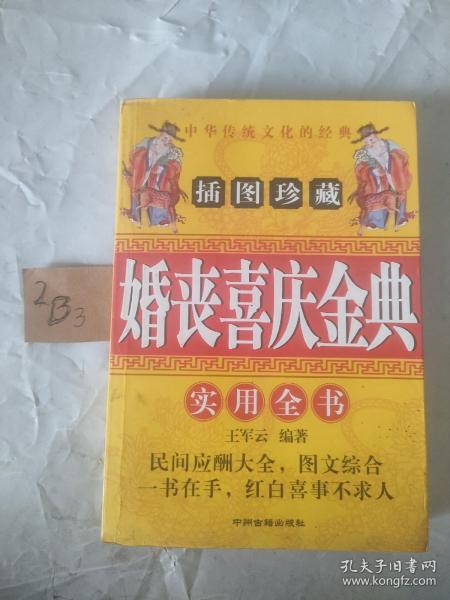 中华传统文化的经典
插图珍藏
婚丧喜庆金典
实用全书
王军云 编著
民间应酬大全，图文综合
一书在手，红白喜事不求人
中州古籍出版社
2B3
孔夫子旧书网
www.kongfz.com